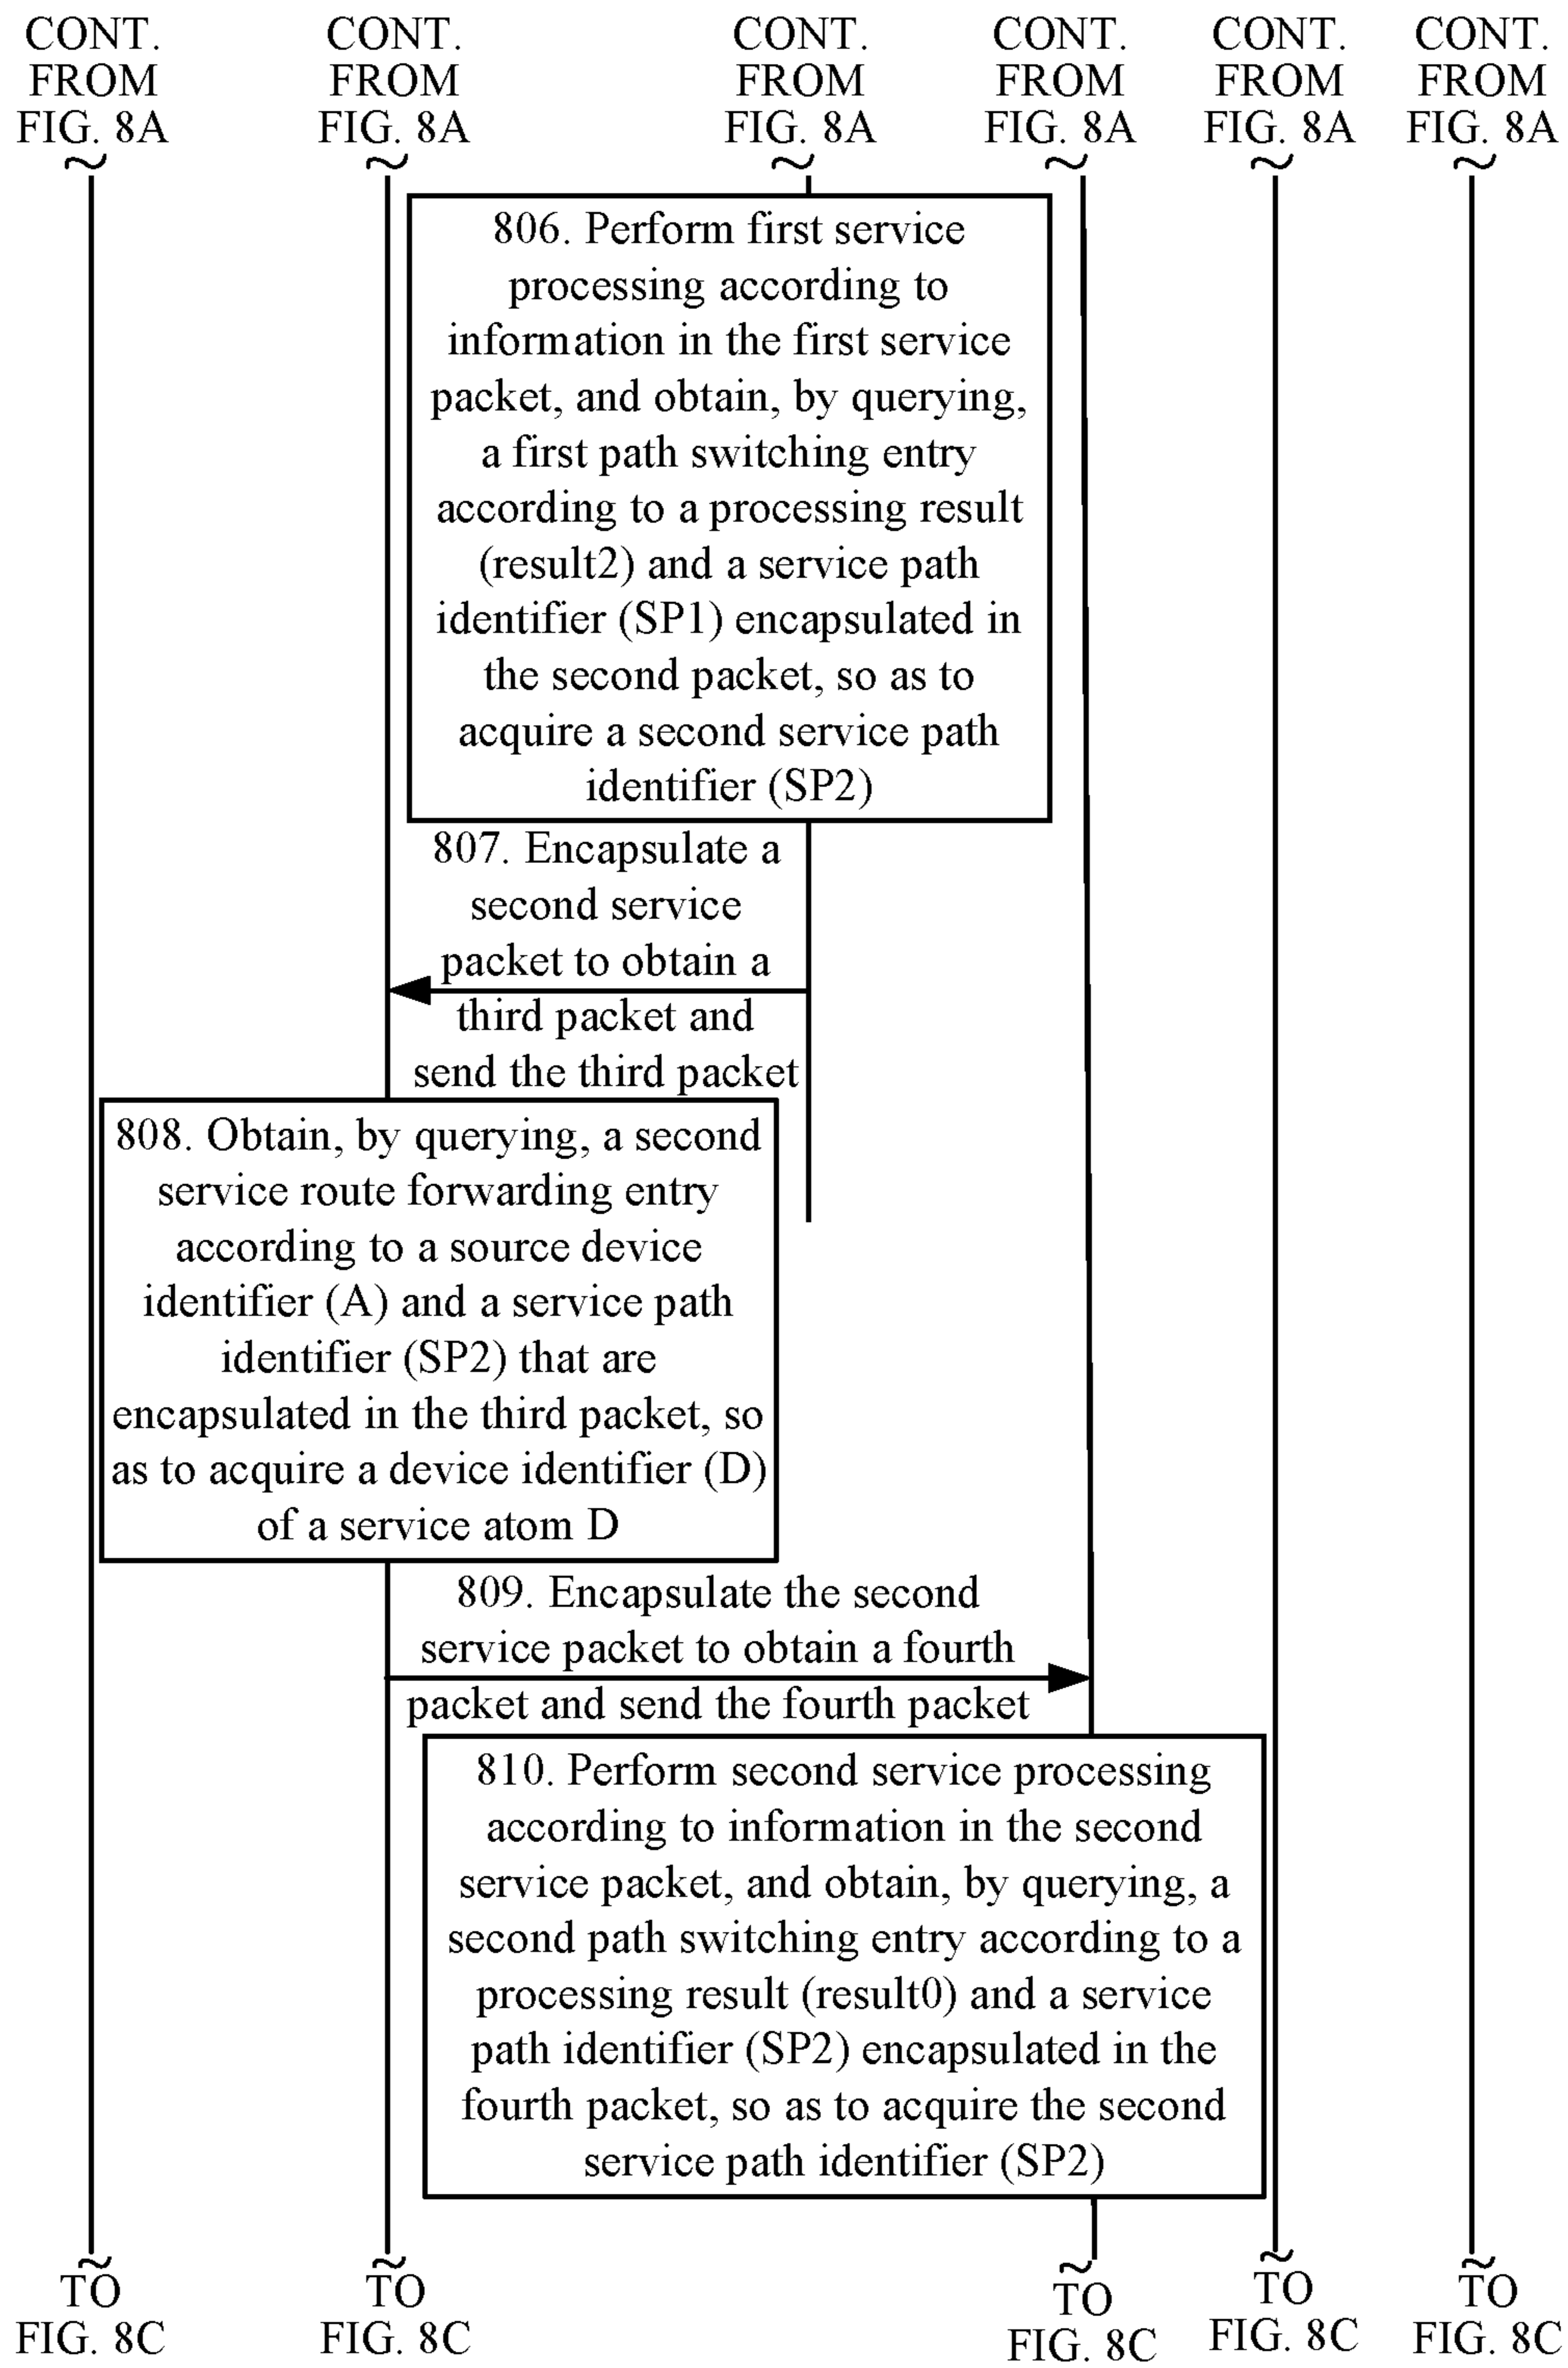 CONT.
FROM
FIG. 8A
CONT.
FROM
FIG. 8A
CONT.
FROM
FIG. 8A
CONT.
FROM
FIG. 8A
CONT.
FROM
FIG. 8A
CONT.
FROM
FIG. 8A
806. Perform first service
processing according to
information in the first service
packet, and obtain, by querying,
a first path switching entry
according to a processing result
(result2) and a service path
identifier (SP1) encapsulated in
the second packet, so as to
acquire a second service path
identifier (SP2)
807. Encapsulate a
second service
packet to obtain a
third packet and
send the third packet
808. Obtain, by querying, a second
service route forwarding entry
according to a source device
identifier (A) and a service path
identifier (SP2) that are
encapsulated in the third packet, so
as to acquire a device identifier (D)
of a service atom D
809. Encapsulate the second
service packet to obtain a fourth
packet and send the fourth packet
810. Perform second service processing
according to information in the second
service packet, and obtain, by querying, a
second path switching entry according to a
processing result (result0) and a service
path identifier (SP2) encapsulated in the
fourth packet, so as to acquire the second
service path identifier (SP2)
TO
FIG. 8C
TO
FIG. 8C
TO
FIG. 8C
TO
FIG. 8C
TO
FIG. 8C